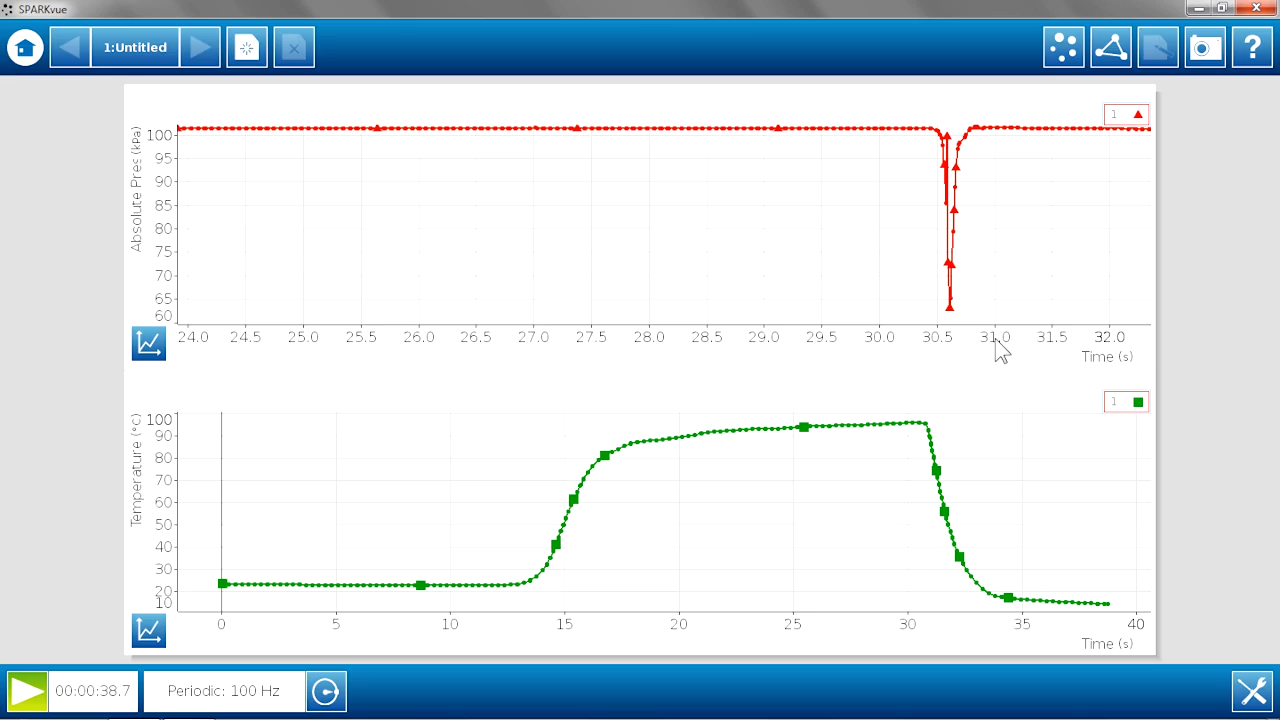 SPARKvue
1:Untitled
?
1
Absolute Pres (kPa)
100
95
90
85
80
75
70
65
60
24.0 24.5 25.0 25.5 26.0 26.5 27.0 27.5 28.0 28.5 29.0 29.5 30.0 30.5 31.0 31.5 32.0
Time (s)
1
Temperature (°C)
100
90
80
70
60
50
40
30
20
10
0 5 10 15 20 25 30 35 40
Time (s)
00:00:38.7 Periodic: 100 Hz